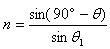 n = sin( 90° − θ) / sin θ₁